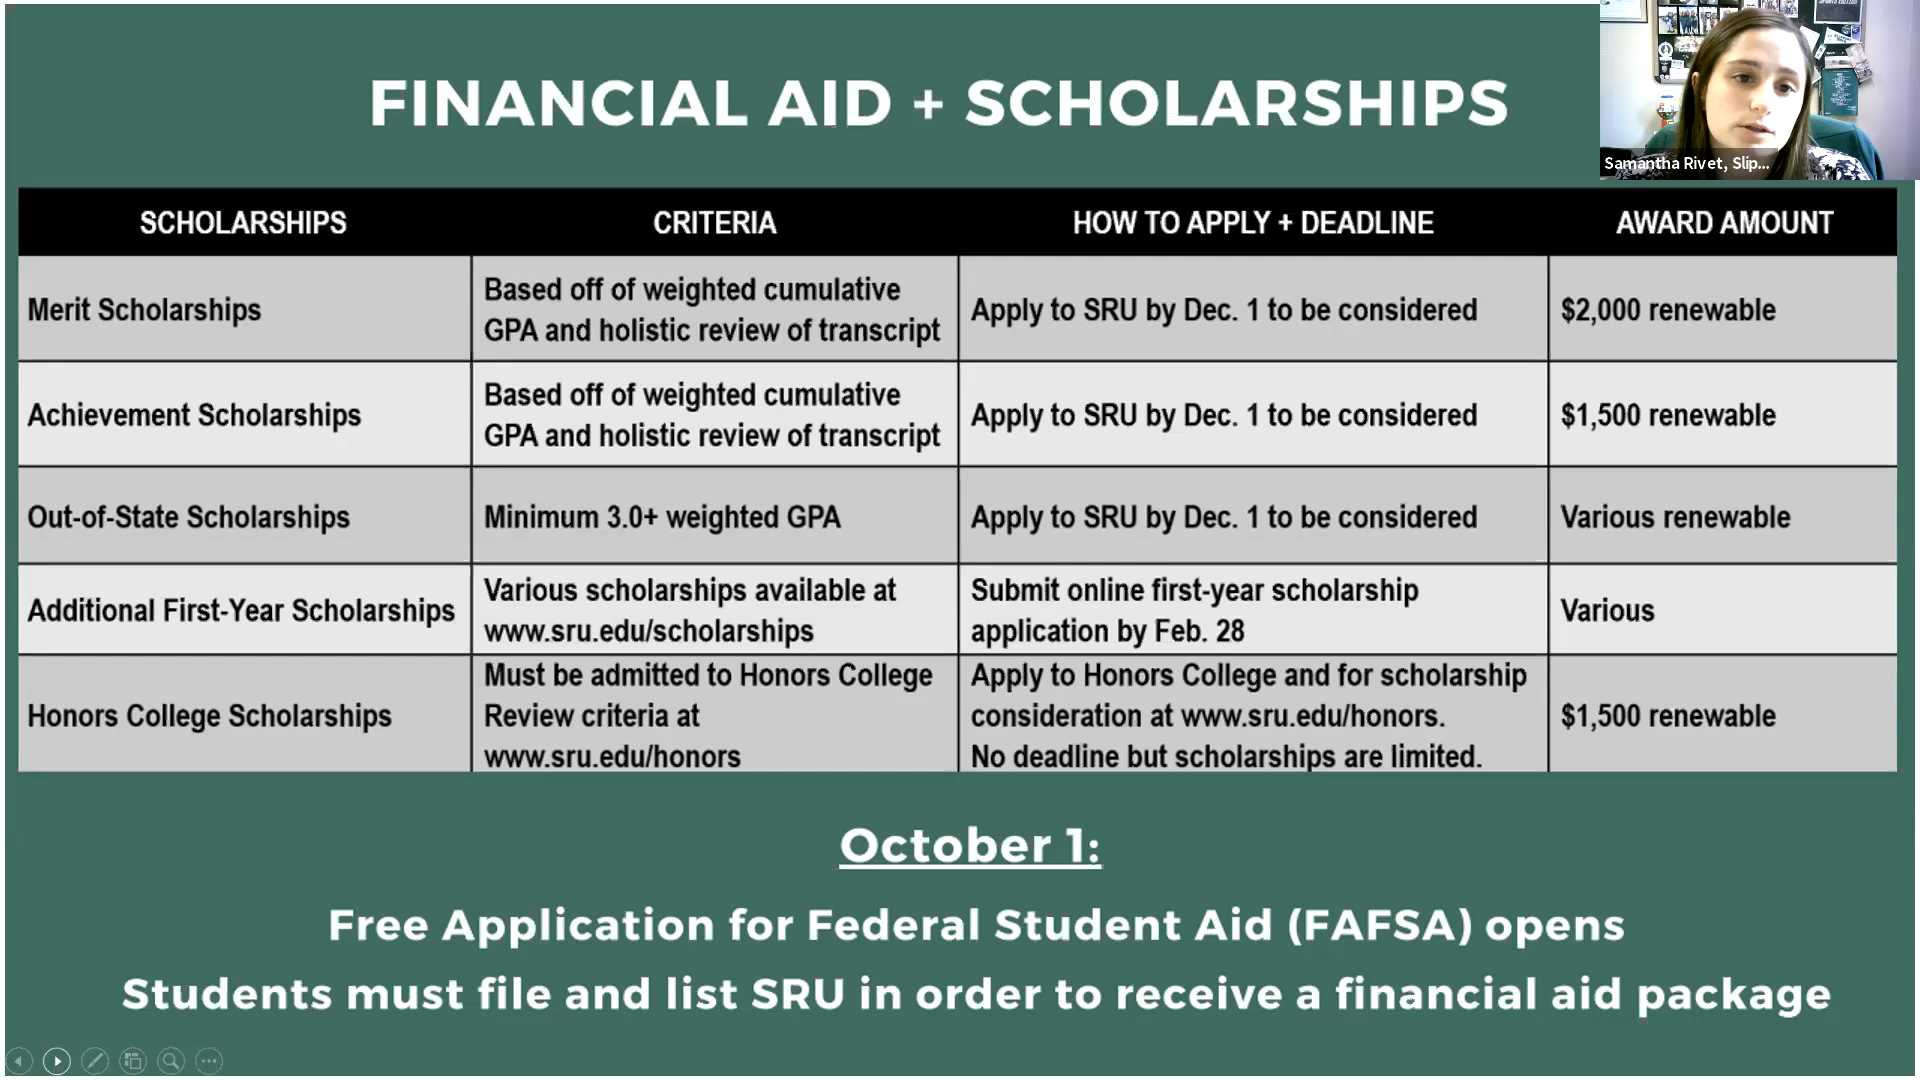 FINANCIAL AID + SCHOLARSHIPS
Samantha Rivet, Slip...
SCHOLARSHIPS
CRITERIA
HOW TO APPLY + DEADLINE
AWARD AMOUNT
Merit Scholarships
Based off of weighted cumulative
GPA and holistic review of transcript
Apply to SRU by Dec. 1 to be considered
$2,000 renewable
Achievement Scholarships
Based off of weighted cumulative
GPA and holistic review of transcript
Apply to SRU by Dec. 1 to be considered
$1,500 renewable
Out-of-State Scholarships
Minimum 3.0+ weighted GPA
Apply to SRU by Dec. 1 to be considered
Various renewable
Additional First-Year Scholarships
Various scholarships available at
www.sru.edu/scholarships
Submit online first-year scholarship
application by Feb. 28
Various
Honors College Scholarships
Must be admitted to Honors College
Review criteria at
www.sru.edu/honors
Apply to Honors College and for scholarship
consideration at www.sru.edu/honors.
No deadline but scholarships are limited.
$1,500 renewable
October 1:
Free Application for Federal Student Aid (FAFSA) opens
Students must file and list SRU in order to receive a financial aid package